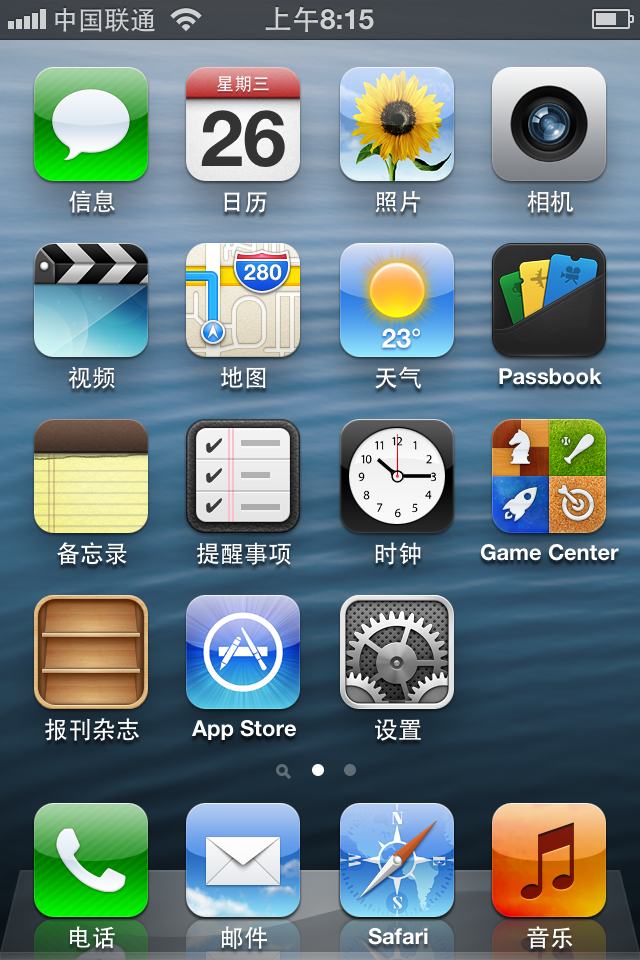 中国联通 上午8:15
星期三
26
信息 日历 照片 相机
280
23°
视频 地图 天气 Passbook
11 12 1
10 2
9 3
8 4
7 6 5
备忘录 提醒事项 时钟 Game Center
报刊杂志 App Store 设置
N
W E
S
电话 邮件 Safari 音乐